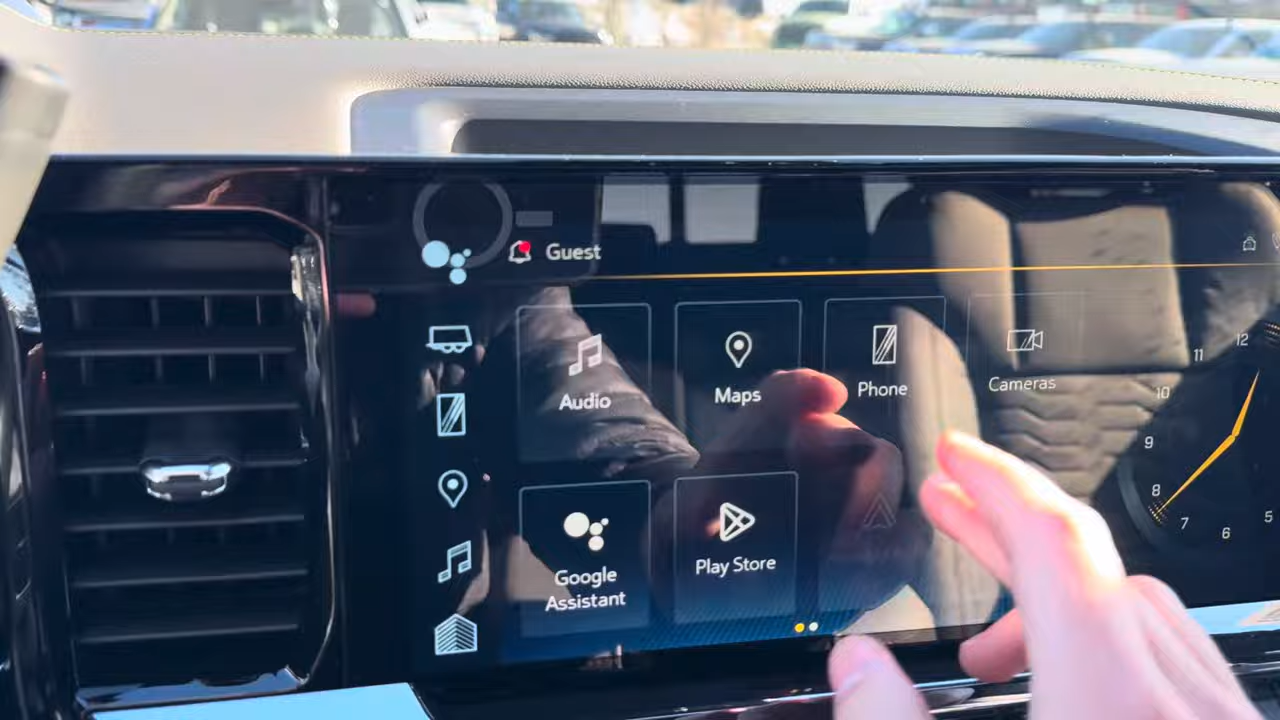 Guest
Audio
Maps
Phone
Cameras
Google
Assistant
Play Store
12
11
10
9
8
7
6
5